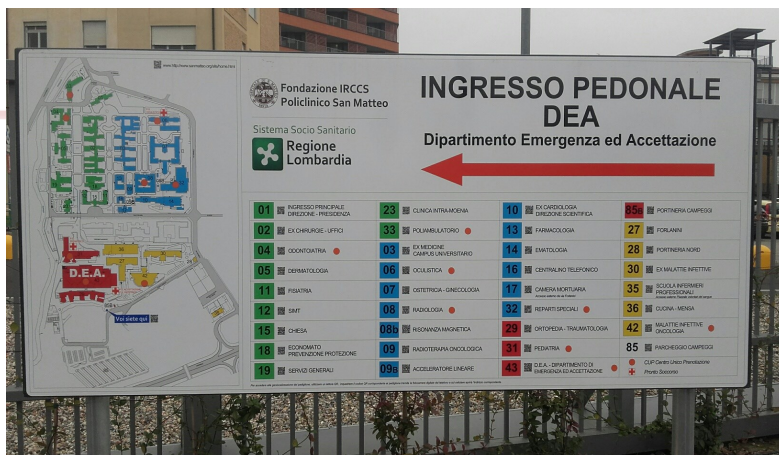 Fondazione IRCCS
Policlinico San Matteo
Sistema Socio Sanitario
Regione
Lombardia
INGRESSO PEDONALE
DEA
Dipartimento Emergenza ed Accettazione
D.E.A.
Voi siete qui
01 INGRESSO PRINCIPALE
DIREZIONE - PRESIDENZA
02 EX CHIRURGIE - UFFICI
04 ODONTOIATRIA
05 DERMATOLOGIA
11 FISIATRIA
12 SIMT
15 CHIESA
18 ECONOMATO
PREVENZIONE PROTEZIONE
19 SERVIZI GENERALI
23 CLINICA INTRA-MOENIA
33 POLIAMBULATORIO
03 EX MEDICINE
CAMPUS UNIVERSITARIO
06 OCULISTICA
07 OSTETRICIA - GINECOLOGIA
08 RADIOLOGIA
08b RISONANZA MAGNETICA
09 RADIOTERAPIA ONCOLOGICA
09a ACCELERATORE LINEARE
10 EX CARDIOLOGIA
DIREZIONE SCIENTIFICA
13 FARMACOLOGIA
14 EMATOLOGIA
16 CENTRALINO TELEFONICO
17 CAMERA MORTUARIA
32 REPARTI SPECIALI
29 ORTOPEDIA - TRAUMATOLOGIA
31 PEDIATRIA
43 D.E.A. - DIPARTIMENTO DI
EMERGENZA ED ACCETTAZIONE
PORTINERIA CAMPEGGI
27 FORLANINI
28 PORTINERIA NORD
30 EX MALATTIE INFETTIVE
35 SCUOLA INFERMIERI
PROFESSIONALI
36 CUCINA - MENSA
42 MALATTIE INFETTIVE
ONCOLOGIA
85 PARCHEGGIO CAMPEGGI
CUP Centro Unico Prenotazione
Pronto Soccorso